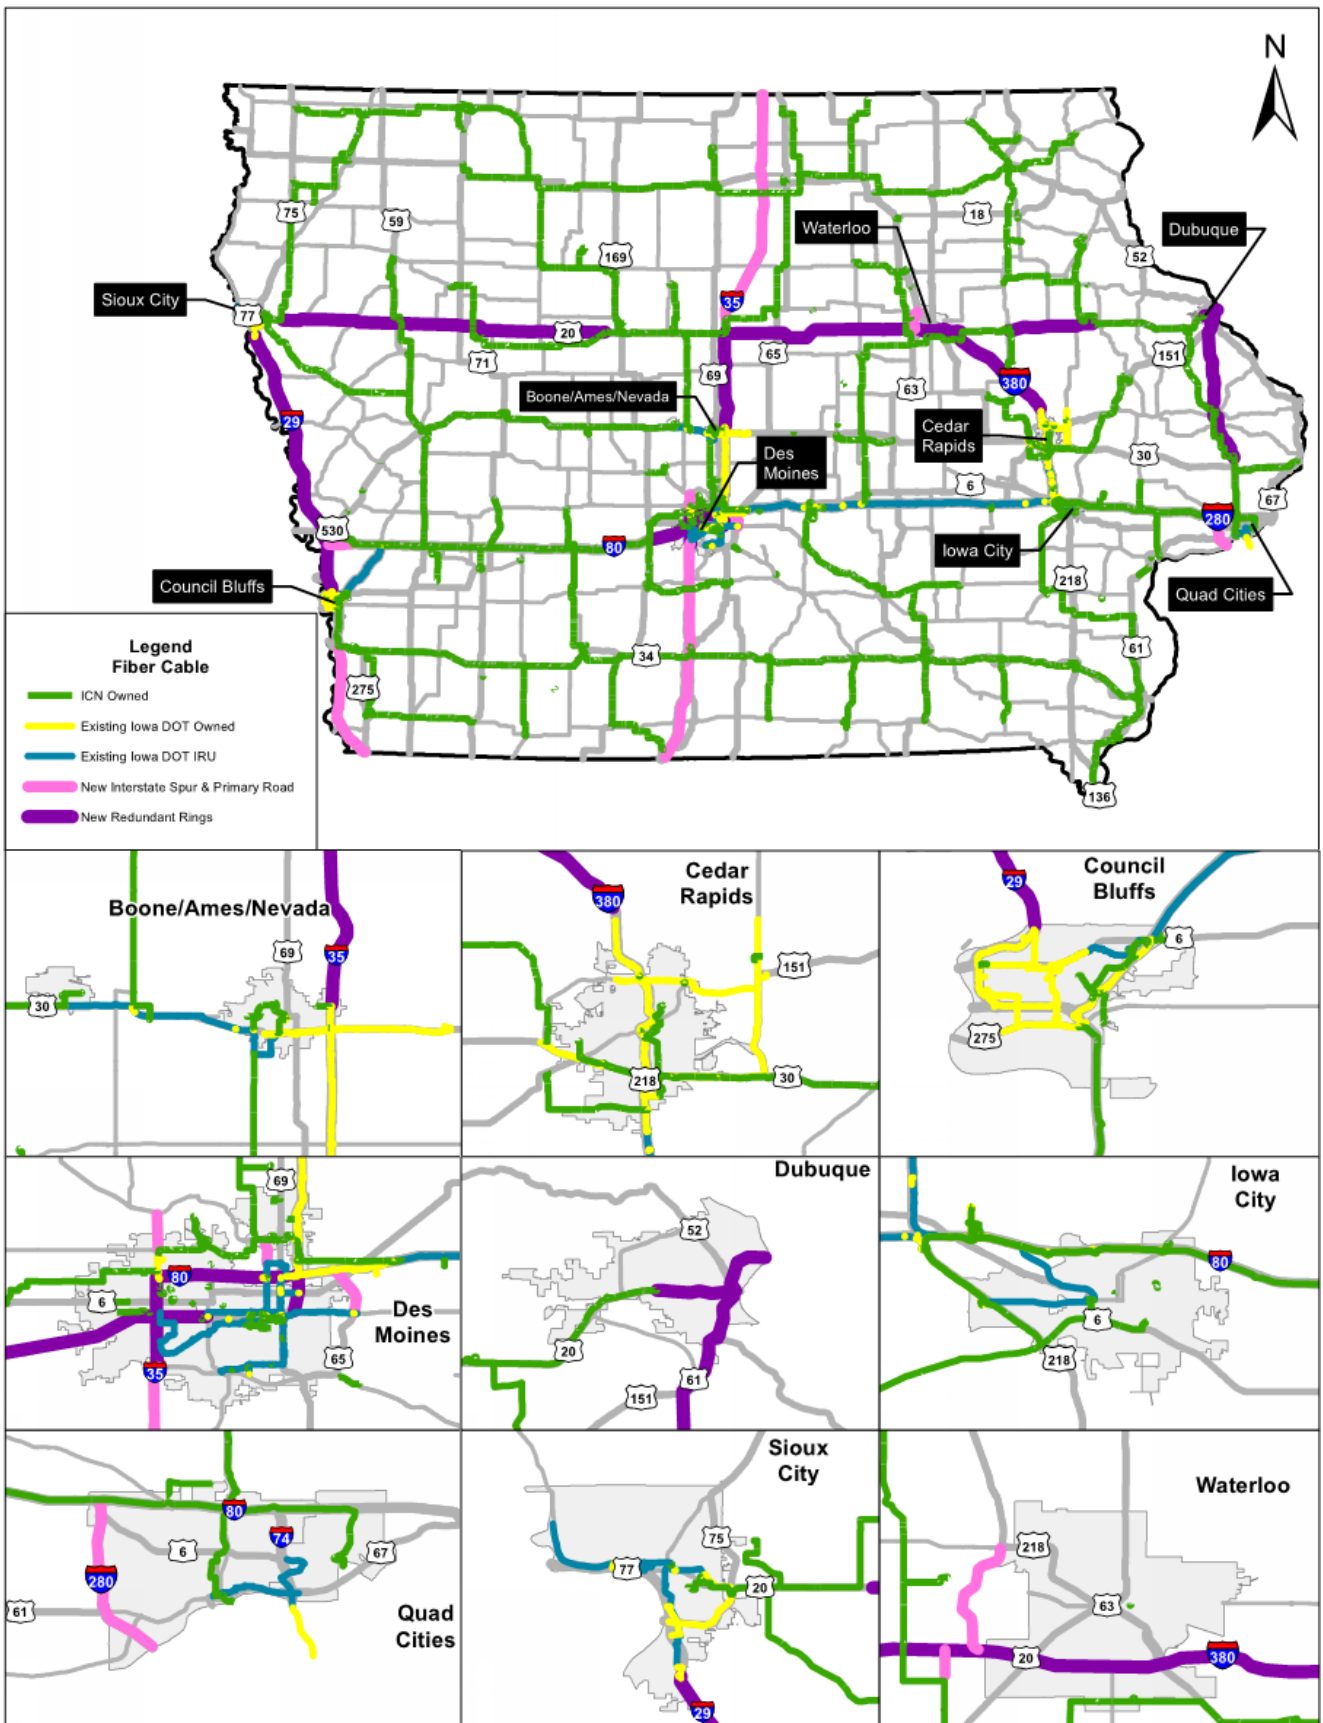 N
75
59
18
Waterloo
Dubuque
169
52
Sioux City
77
35
20
65
151
71
69
380
63
Boone/Ames/Nevada
29
Cedar
Rapids
Des
Moines
30
6
67
530
280
80
Iowa City
Council Bluffs
218
Quad Cities
34
61
275
136
Legend
Fiber Cable
ICN Owned
Existing Iowa DOT Owned
Existing Iowa DOT IRU
New Interstate Spur & Primary Road
New Redundant Rings
Boone/Ames/Nevada
69
35
30
Cedar
Rapids
380
151
218
30
Council
Bluffs
29
6
275
69
80
6
Des
Moines
65
35
Dubuque
52
20
61
151
Iowa
City
80
6
218
80
74
6
67
280
61
Quad
Cities
Sioux
City
75
77
20
29
Waterloo
218
63
20
380